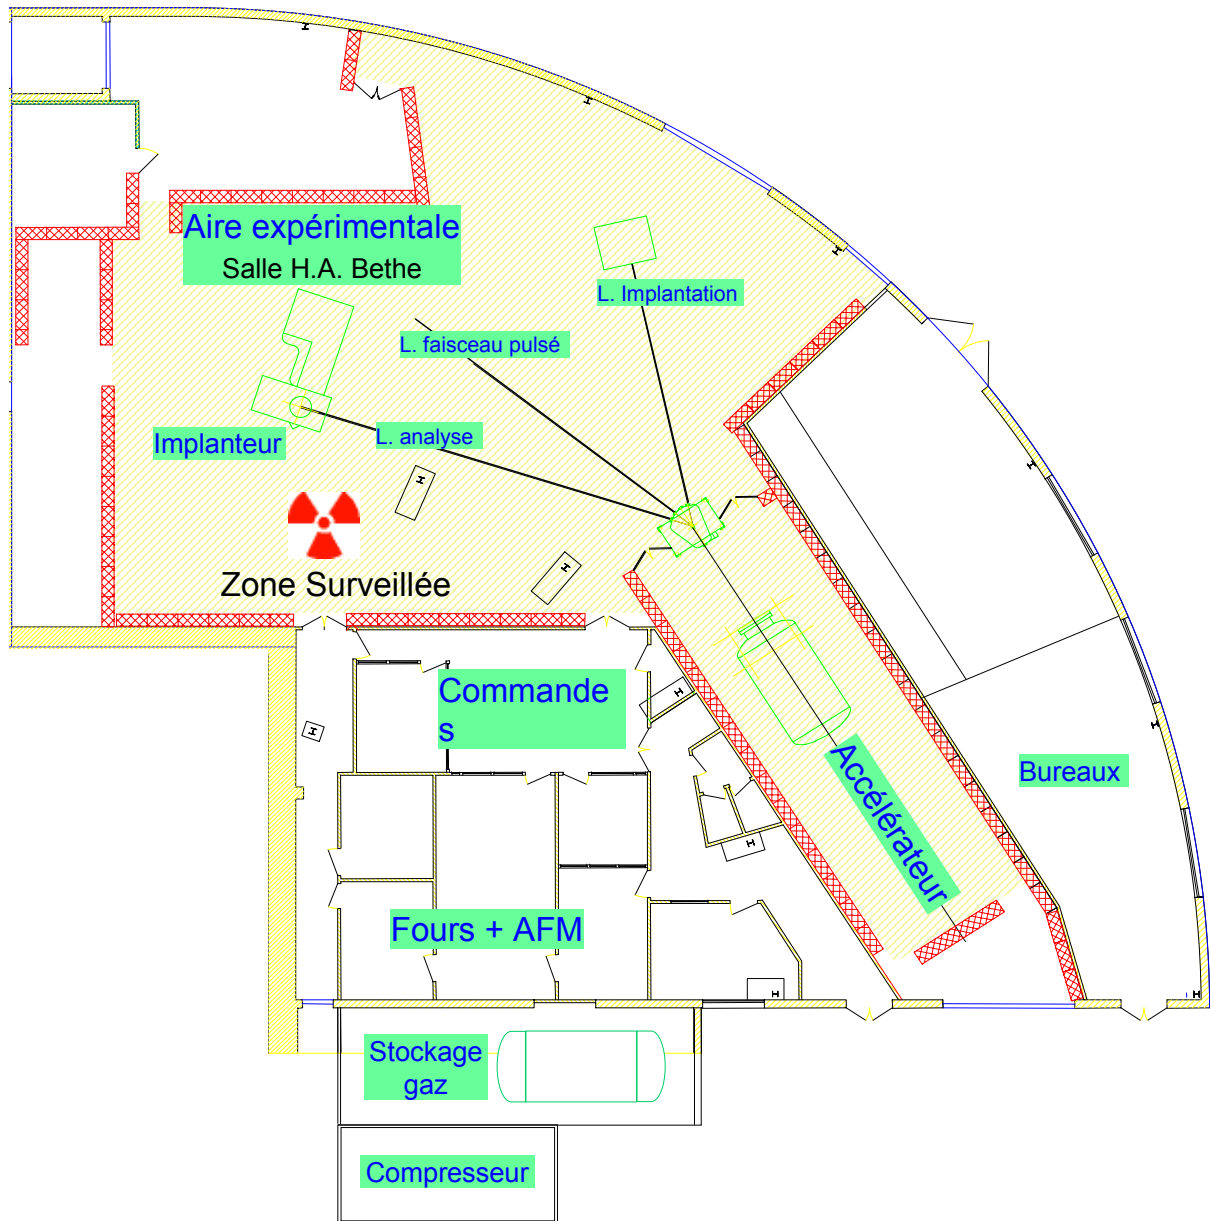 Aire expérimentale
Salle H.A. Bethe
L. Implantation
L. faisceau pulsé
L. analyse
Implanteur
Zone Surveillée
Commande
s
Accélérateur
Bureaux
Fours + AFM
Stockage
gaz
Compresseur